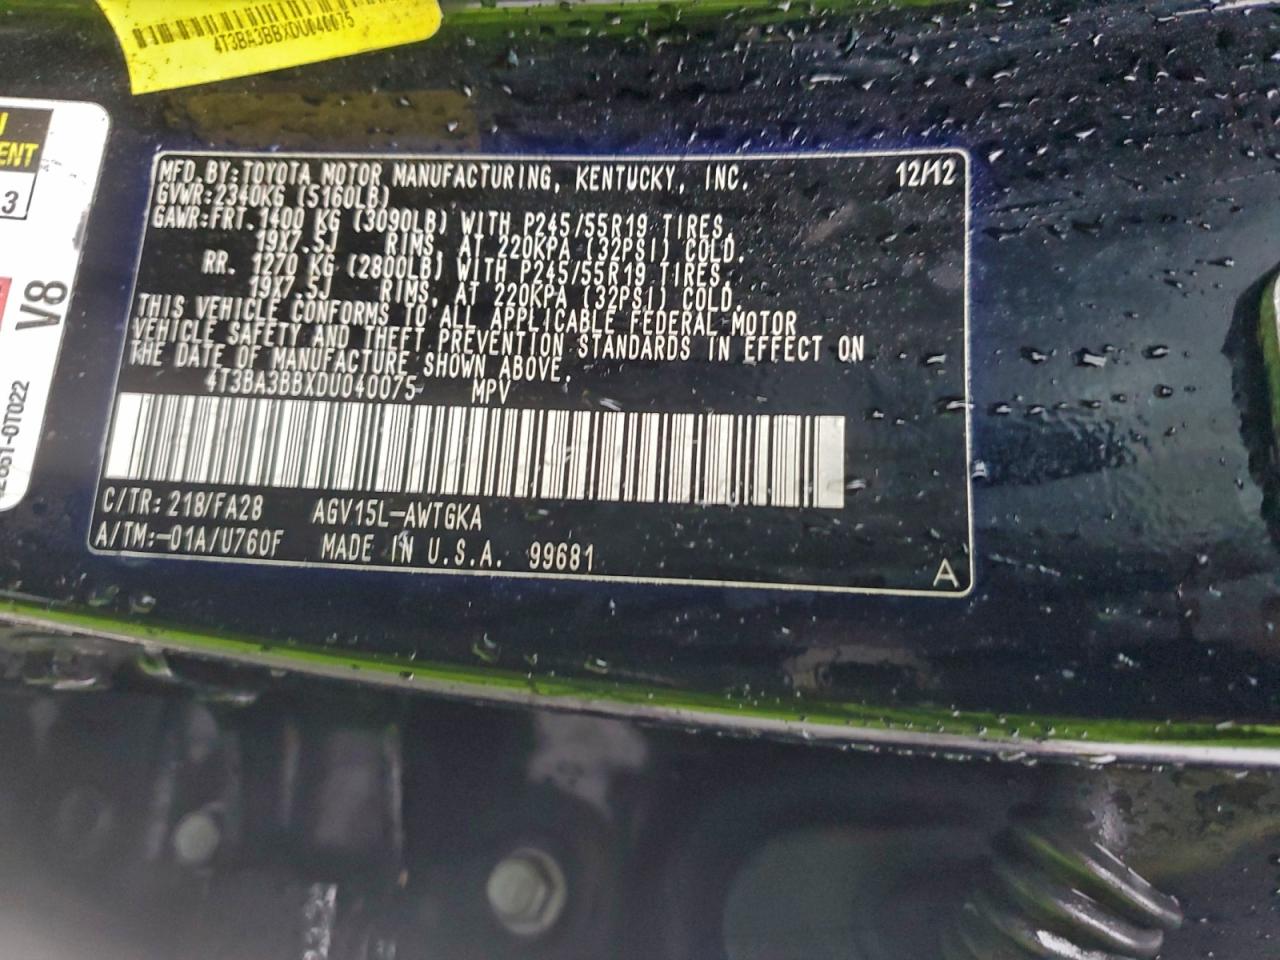 4T3BA3BBXDU040075
J
ENT
3
V8
-0T022
MFD.BY:TOYOTA MOTOR MANUFACTURING, KENTUCKY, INC. 12/12
GVWR:2340KG (5160LB)
GAWR:FRT. 1400 KG (3090LB) WITH P245/55R19 TIRES,
19X7.5J RIMS, AT 220KPA (32PSI) COLD.
RR. 1270 KG (2800LB) WITH P245/55R19 TIRES,
19X7.5J RIMS, AT 220KPA (32PSI) COLD.
THIS VEHICLE CONFORMS TO ALL APPLICABLE FEDERAL MOTOR
VEHICLE SAFETY AND THEFT PREVENTION STANDARDS IN EFFECT ON
THE DATE OF MANUFACTURE SHOWN ABOVE.
4T3BA3BBXDU040075 MPV
C/TR: 218/FA28 AGV15L-AWTGKA
A/TM:-01A/U760F MADE IN U.S.A. 99681
A